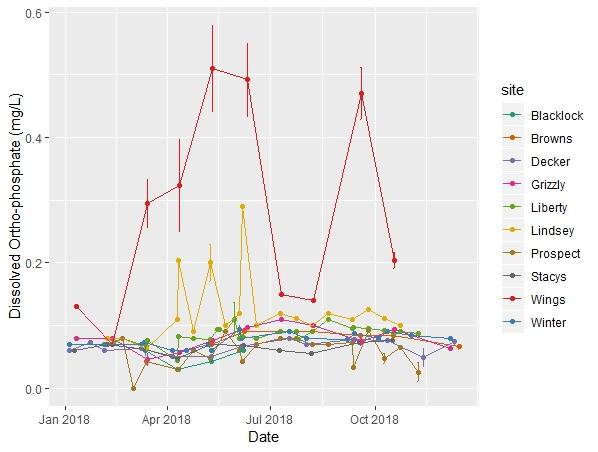 0.6
0.4
0.2
0.0
Dissolved Ortho-phosphate (mg/L)
Jan 2018
Apr 2018
Jul 2018
Oct 2018
Date
site
Blacklock
Browns
Decker
Grizzly
Liberty
Lindsey
Prospect
Stacys
Wings
Winter